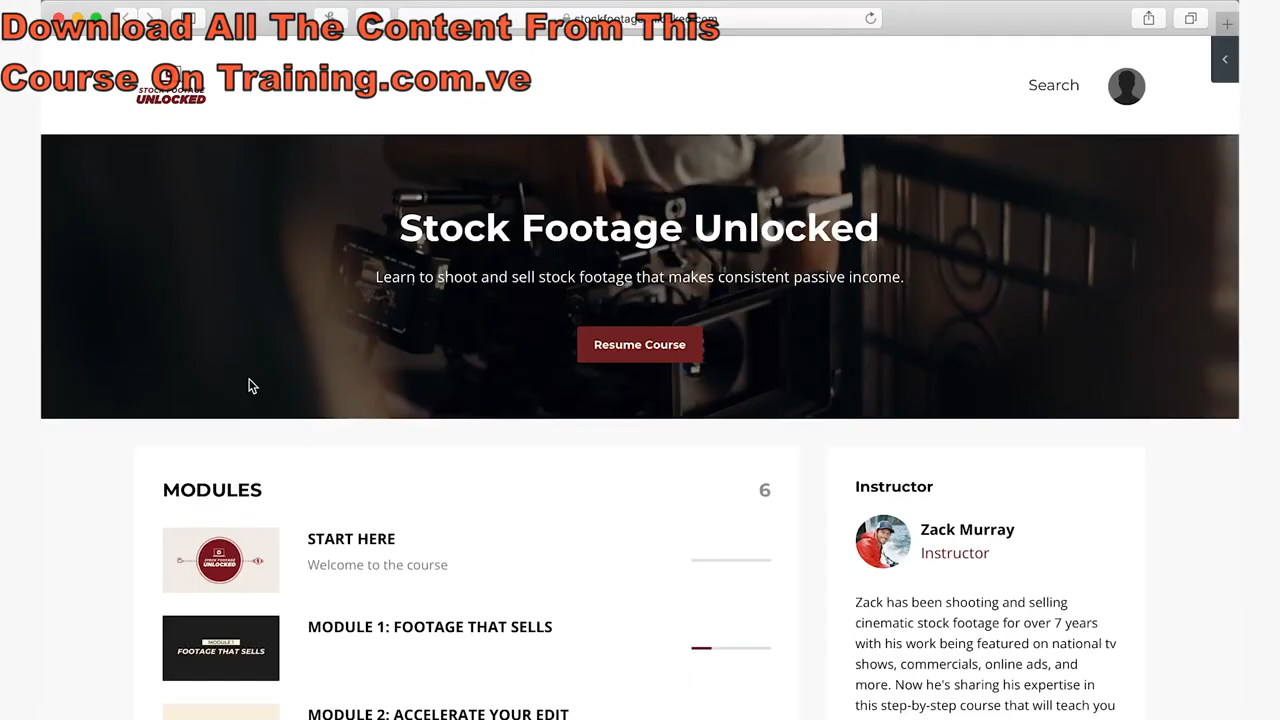 Download All The Content From This
Course On Training.com.ve
STOCK FOOTAGE
UNLOCKED
Search
Stock Footage Unlocked
Learn to shoot and sell stock footage that makes consistent passive income.
Resume Course
MODULES
6
START HERE
Welcome to the course
STOCK FOOTAGE
UNLOCKED
MODULE 1: FOOTAGE THAT SELLS
MODULE 1
FOOTAGE THAT SELLS
MODULE 2: ACCELERATE YOUR EDIT
Instructor
Zack Murray
Instructor
Zack has been shooting and selling
cinematic stock footage for over 7 years
with his work being featured on national tv
shows, commercials, online ads, and
more. Now he's sharing his expertise in
this step-by-step course that will teach you